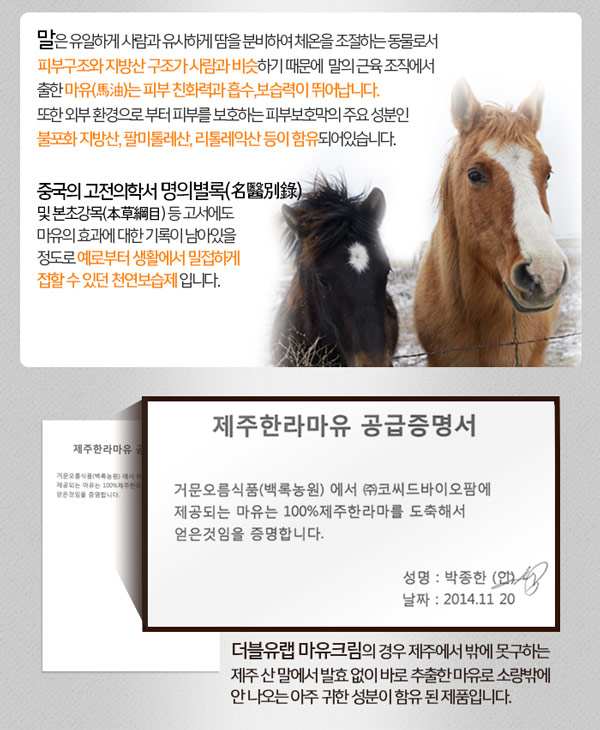 말은 유일하게 사람과 유사하게 땀을 분비하여 체온을 조절하는 동물로서
피부구조와 지방산 구조가 사람과 비슷하기 때문에 말의 근육 조직에서
출한 마유(馬油)는 피부 친화력과 흡수,보습력이 뛰어납니다.
또한 외부 환경으로 부터 피부를 보호하는 피부보호막의 주요 성분인
불포화 지방산, 팔미톨레산, 리톨레익산 등이 함유되어있습니다.
중국의 고전의학서 명의별록(名醫別錄)
및 본초강목(本草綱目) 등 고서에도
마유의 효과에 대한 기록이 남아있을
정도로 예로부터 생활에서 밀접하게
접할 수 있던 천연보습제 입니다.
제주한라마유 공
거문오름식품(백록농원) 에서
제공되는 마유는 100%제주한라
얻은것임을 증명합니다.
제주한라마유 공급증명서
거문오름식품(백록농원) 에서 ㈜코씨드바이오팜에
제공되는 마유는 100%제주한라마를 도축해서
얻은것임을 증명합니다.
성명 : 박종한 (인)
날짜 : 2014.11 20
더블유랩 마유크림의 경우 제주에서 밖에 못구하는
제주 산 말에서 발효 없이 바로 추출한 마유로 소량밖에
안 나오는 아주 귀한 성분이 함유 된 제품입니다.